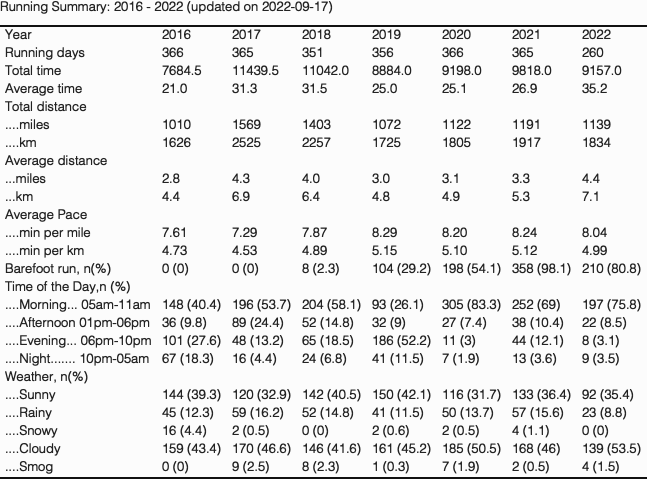 Running Summary: 2016 - 2022 (updated on 2022-09-17)
Year 2016 2017 2018 2019 2020 2021 2022
Running days 366 365 351 356 366 365 260
Total time 7684.5 11439.5 11042.0 8884.0 9198.0 9818.0 9157.0
Average time 21.0 31.3 31.5 25.0 25.1 26.9 35.2
Total distance
....miles 1010 1569 1403 1072 1122 1191 1139
....km 1626 2525 2257 1725 1805 1917 1834
Average distance
...miles 2.8 4.3 4.0 3.0 3.1 3.3 4.4
...km 4.4 6.9 6.4 4.8 4.9 5.3 7.1
Average Pace
....min per mile 7.61 7.29 7.87 8.29 8.20 8.24 8.04
....min per km 4.73 4.53 4.89 5.15 5.10 5.12 4.99
Barefoot run, n(%) 0 (0) 0 (0) 8 (2.3) 104 (29.2) 198 (54.1) 358 (98.1) 210 (80.8)
Time of the Day,n (%)
....Morning... 05am-11am 148 (40.4) 196 (53.7) 204 (58.1) 93 (26.1) 305 (83.3) 252 (69) 197 (75.8)
....Afternoon 01pm-06pm 36 (9.8) 89 (24.4) 52 (14.8) 32 (9) 27 (7.4) 38 (10.4) 22 (8.5)
....Evening... 06pm-10pm 101 (27.6) 48 (13.2) 65 (18.5) 186 (52.2) 11 (3) 44 (12.1) 8 (3.1)
....Night....... 10pm-05am 67 (18.3) 16 (4.4) 24 (6.8) 41 (11.5) 7 (1.9) 13 (3.6) 9 (3.5)
Weather, n(%)
....Sunny 144 (39.3) 120 (32.9) 142 (40.5) 150 (42.1) 116 (31.7) 133 (36.4) 92 (35.4)
....Rainy 45 (12.3) 59 (16.2) 52 (14.8) 41 (11.5) 50 (13.7) 57 (15.6) 23 (8.8)
....Snowy 16 (4.4) 2 (0.5) 0 (0) 2 (0.6) 2 (0.5) 4 (1.1) 0 (0)
....Cloudy 159 (43.4) 170 (46.6) 146 (41.6) 161 (45.2) 185 (50.5) 168 (46) 139 (53.5)
....Smog 0 (0) 9 (2.5) 8 (2.3) 1 (0.3) 7 (1.9) 2 (0.5) 4 (1.5)